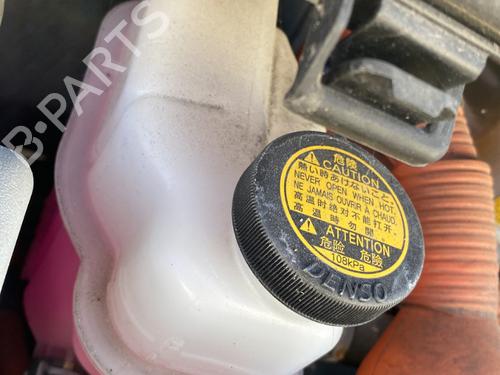 B-PARTS
危険
CAUTION
熱い時あけないこと。
NEVER OPEN WHEN HOT.
NE JAMAIS OUVRIR À CHAUD.
高温时绝对不能打开.
高溫時勿開
ATTENTION
危险 危險
108kPa
DENSO